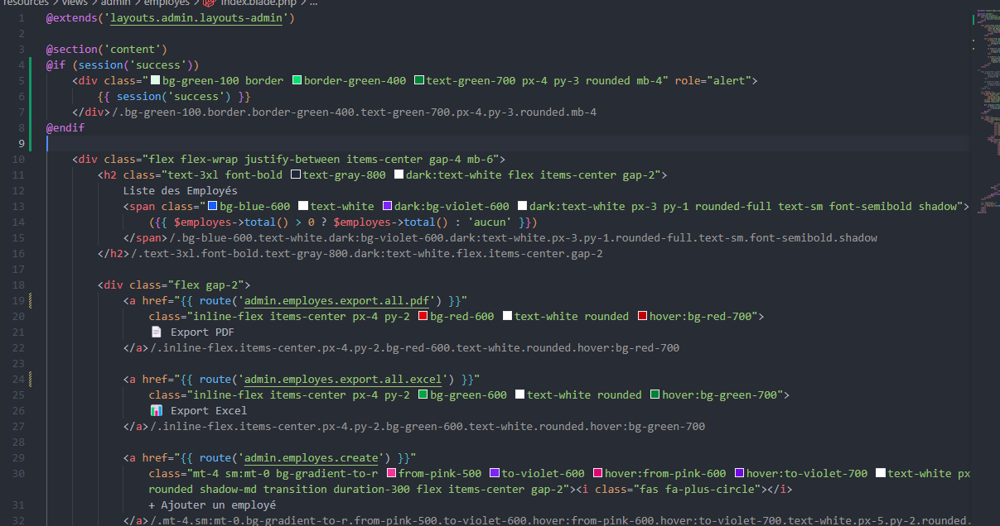 resources > views > admin > employes > index.blade.php > ...
1 @extends('layouts.admin.layouts-admin')
2
3 @section('content')
4 @if (session('success'))
5 <div class="bg-green-100 border border-green-400 text-green-700 px-4 py-3 rounded mb-4" role="alert">
6 {{ session('success') }}
7 </div>/.bg-green-100.border.border-green-400.text-green-700.px-4.py-3.rounded.mb-4
8 @endif
9
10 <div class="flex flex-wrap justify-between items-center gap-4 mb-6">
11 <h2 class="text-3xl font-bold text-gray-800 dark:text-white flex items-center gap-2">
12 Liste des Employés
13 <span class="bg-blue-600 text-white dark:bg-violet-600 dark:text-white px-3 py-1 rounded-full text-sm font-semibold shadow">
14 ({{ $employes->total() > 0 ? $employes->total() : 'aucun' }})
15 </span>/.bg-blue-600.text-white.dark:bg-violet-600.dark:text-white.px-3.py-1.rounded-full.text-sm.font-semibold.shadow
16 </h2>/.text-3xl.font-bold.text-gray-800.dark:text-white.flex.items-center.gap-2
17
18 <div class="flex gap-2">
19 <a href="{{ route('admin.employes.export.all.pdf') }}"
20 class="inline-flex items-center px-4 py-2 bg-red-600 text-white rounded hover:bg-red-700">
21 📄 Export PDF
22 </a>/.inline-flex.items-center.px-4.py-2.bg-red-600.text-white.rounded.hover:bg-red-700
23
24 <a href="{{ route('admin.employes.export.all.excel') }}"
25 class="inline-flex items-center px-4 py-2 bg-green-600 text-white rounded hover:bg-green-700">
26 📊 Export Excel
27 </a>/.inline-flex.items-center.px-4.py-2.bg-green-600.text-white.rounded.hover:bg-green-700
28
29 <a href="{{ route('admin.employes.create') }}"
30 class="mt-4 sm:mt-0 bg-gradient-to-r from-pink-500 to-violet-600 hover:from-pink-600 hover:to-violet-700 text-white px
rounded shadow-md transition duration-300 flex items-center gap-2"><i class="fas fa-plus-circle"></i>
31 + Ajouter un employé
32 </a>/.mt-4.sm:mt-0.bg-gradient-to-r.from-pink-500.to-violet-600.hover:from-pink-600.hover:to-violet-700.text-white.px-5.py-2.rounded.